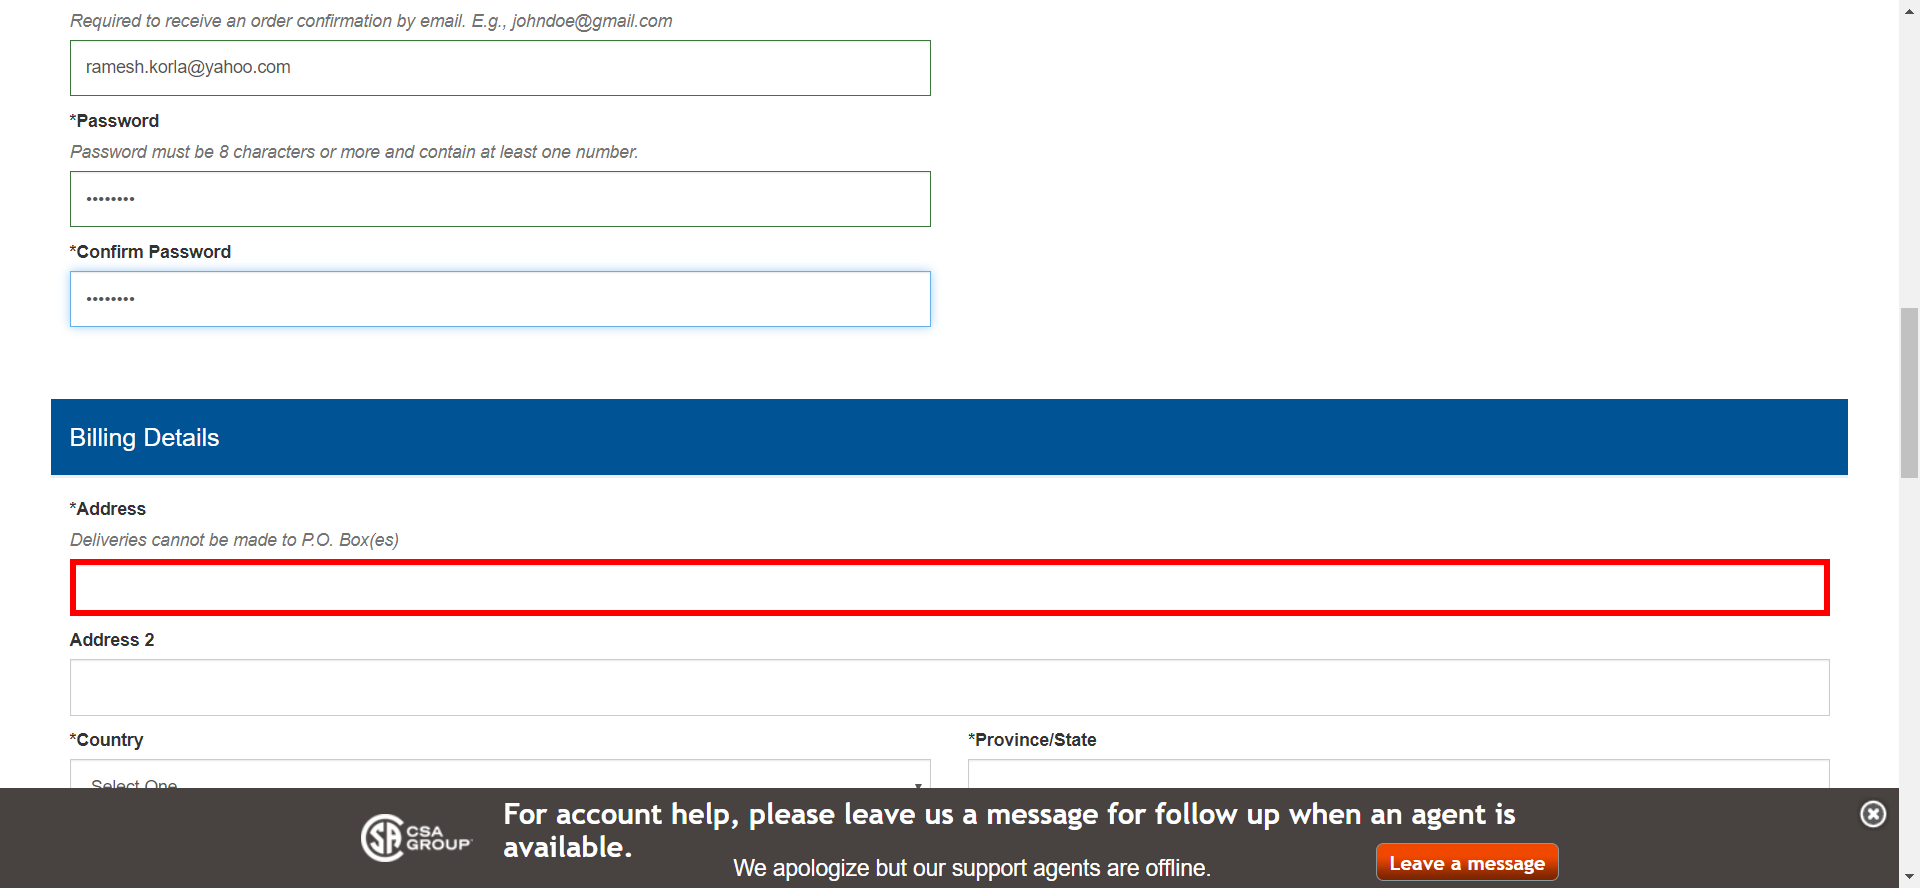 Required to receive an order confirmation by email. E.g., johndoe@gmail.com
ramesh.korla@yahoo.com
*Password
Password must be 8 characters or more and contain at least one number.
••••••••
*Confirm Password
••••••••
Billing Details
*Address
Deliveries cannot be made to P.O. Box(es)
Address 2
*Country
*Province/State
Select One
CSA
GROUP
For account help, please leave us a message for follow up when an agent is
available.
We apologize but our support agents are offline.
Leave a message